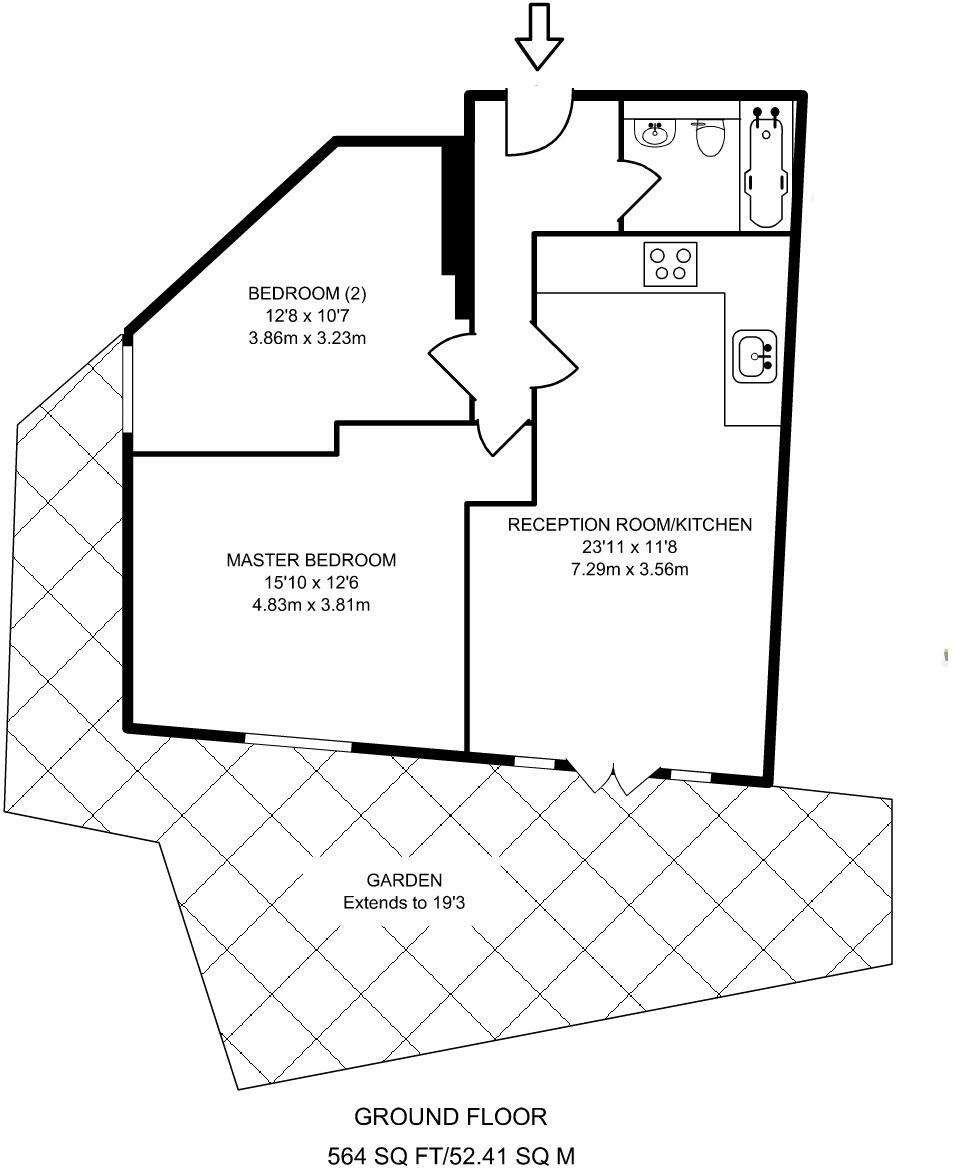 BEDROOM (2)
12'8 x 10'7
3.86m x 3.23m
RECEPTION ROOM/KITCHEN
23'11 x 11'8
7.29m x 3.56m
MASTER BEDROOM
15'10 x 12'6
4.83m x 3.81m
GARDEN
Extends to 19'3
GROUND FLOOR
564 SQ FT/52.41 SQ M